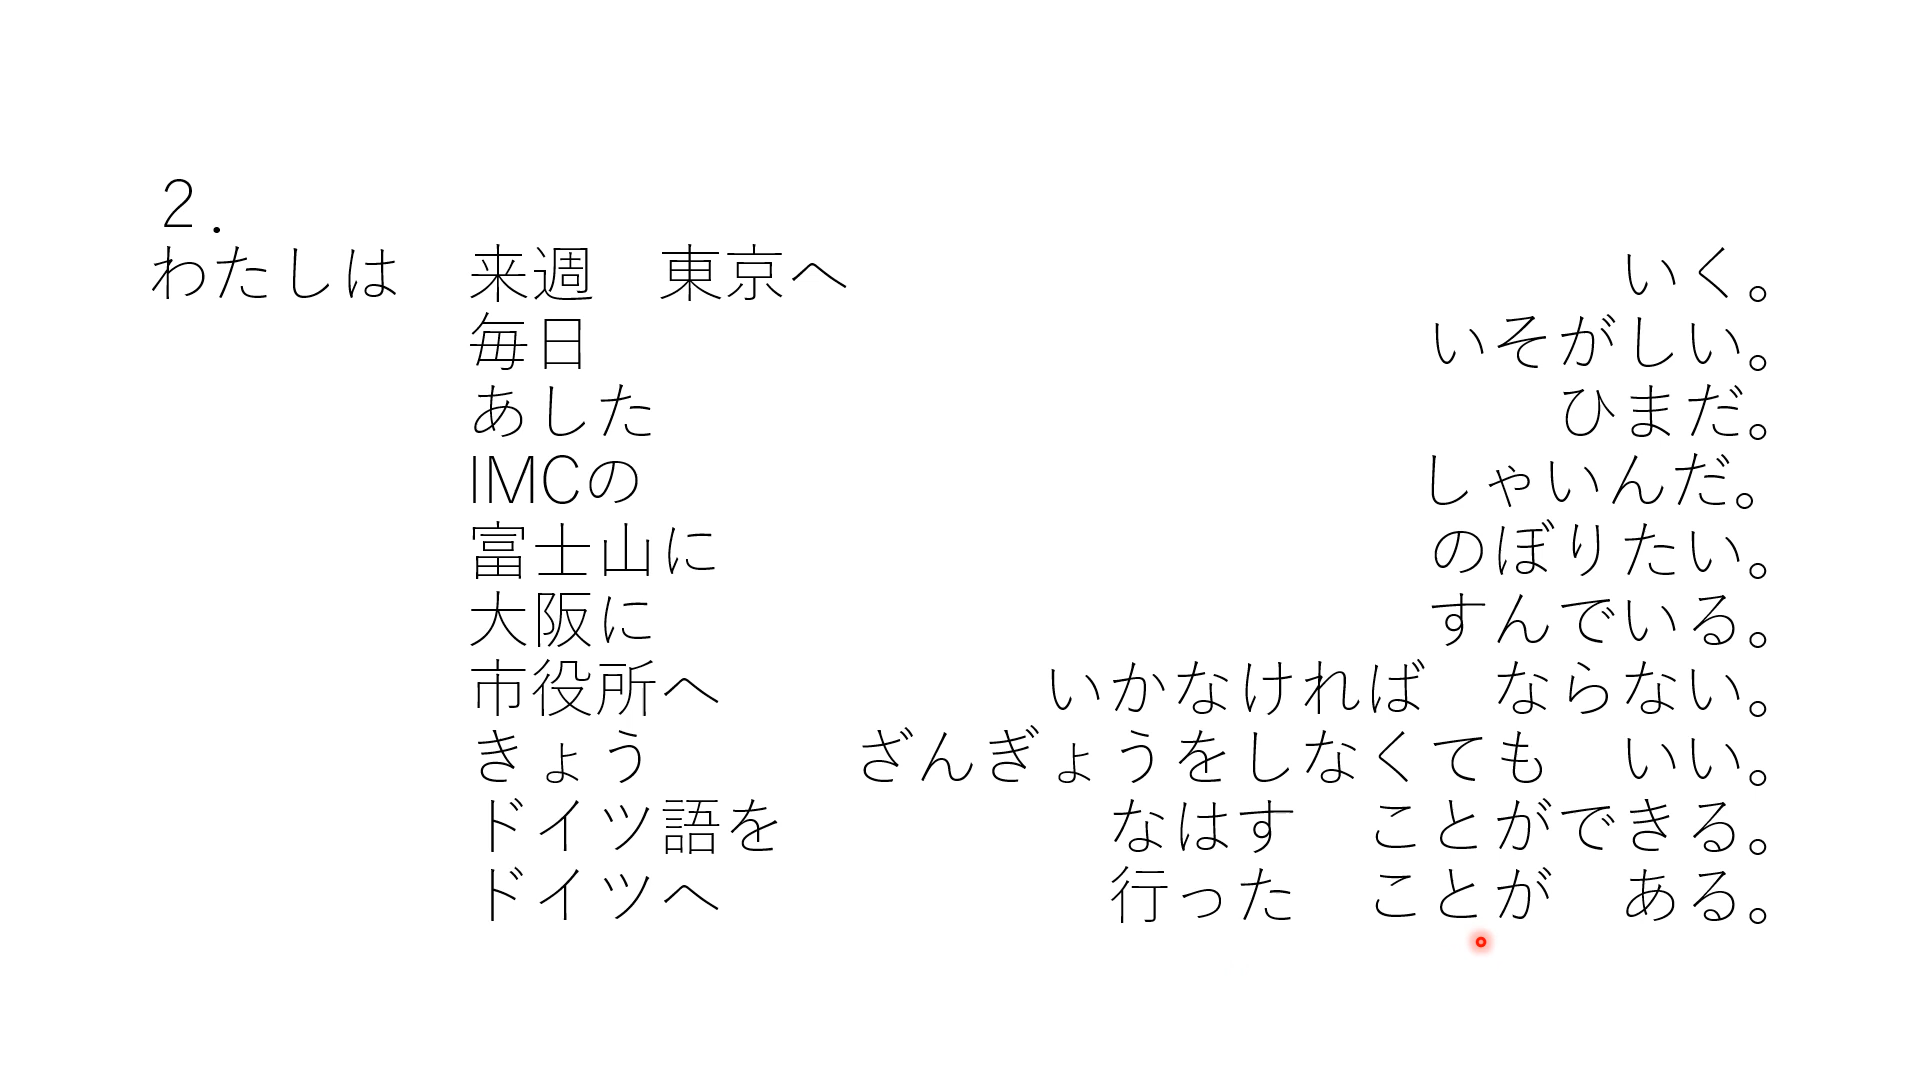 ２.
わたしは　来週　東京へ　いく。
毎日　いそがしい。
あした　ひまだ。
IMCの　しゃいんだ。
富士山に　のぼりたい。
大阪に　すんでいる。
市役所へ　いかなければ　ならない。
きょう　ざんぎょうをしなくても　いい。
ドイツ語を　なはす　ことができる。
ドイツへ　行った　ことが　ある。